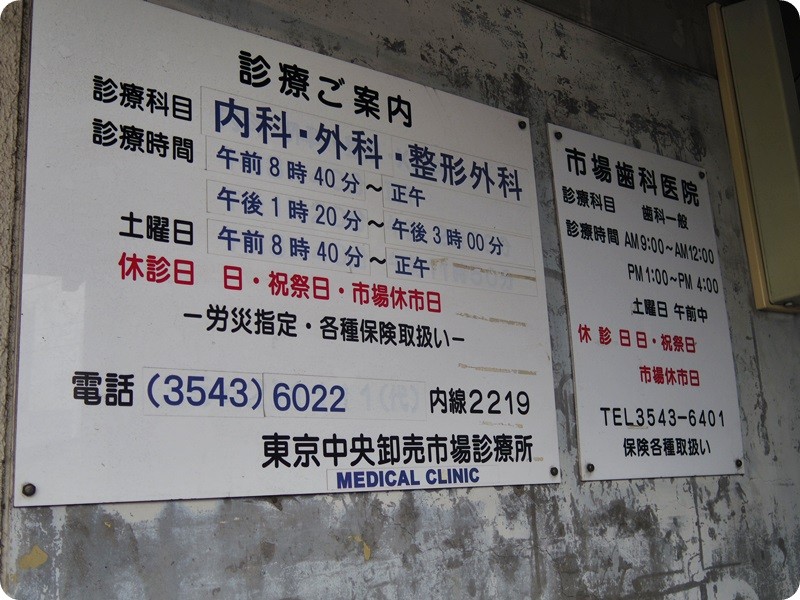 診療ご案内
診療科目 内科・外科・整形外科
診療時間 午前8時40分～正午
午後1時20分～午後3時00分
土曜日 午前8時40分～正午
休診日 日・祝祭日・市場休市日
ー労災指定・各種保険取扱いー
電話(3543)6022 内線2219
東京中央卸売市場診療所
MEDICAL CLINIC
市場歯科医院
診療科目 歯科一般
診療時間 AM9:00～AM12:00
PM1:00～PM4:00
土曜日 午前中
休診日 日・祝祭日
市場休市日
TEL3543-6401
保険各種取扱い